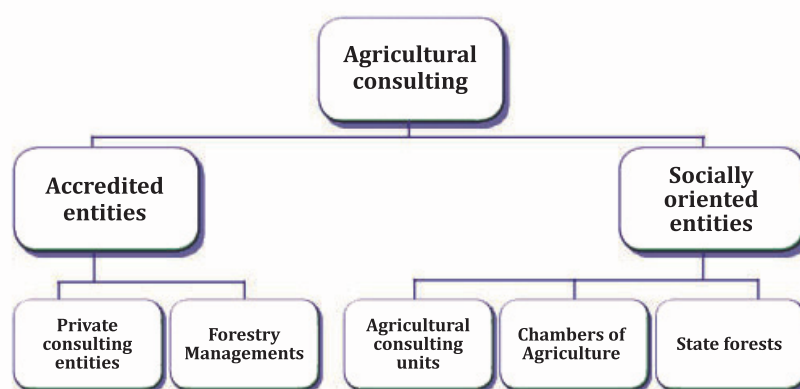 Agricultural
consulting
Accredited
entities
Socially
oriented
entities
Private
consulting
entities
Forestry
Managements
Agricultural
consulting
units
Chambers of
Agriculture
State forests